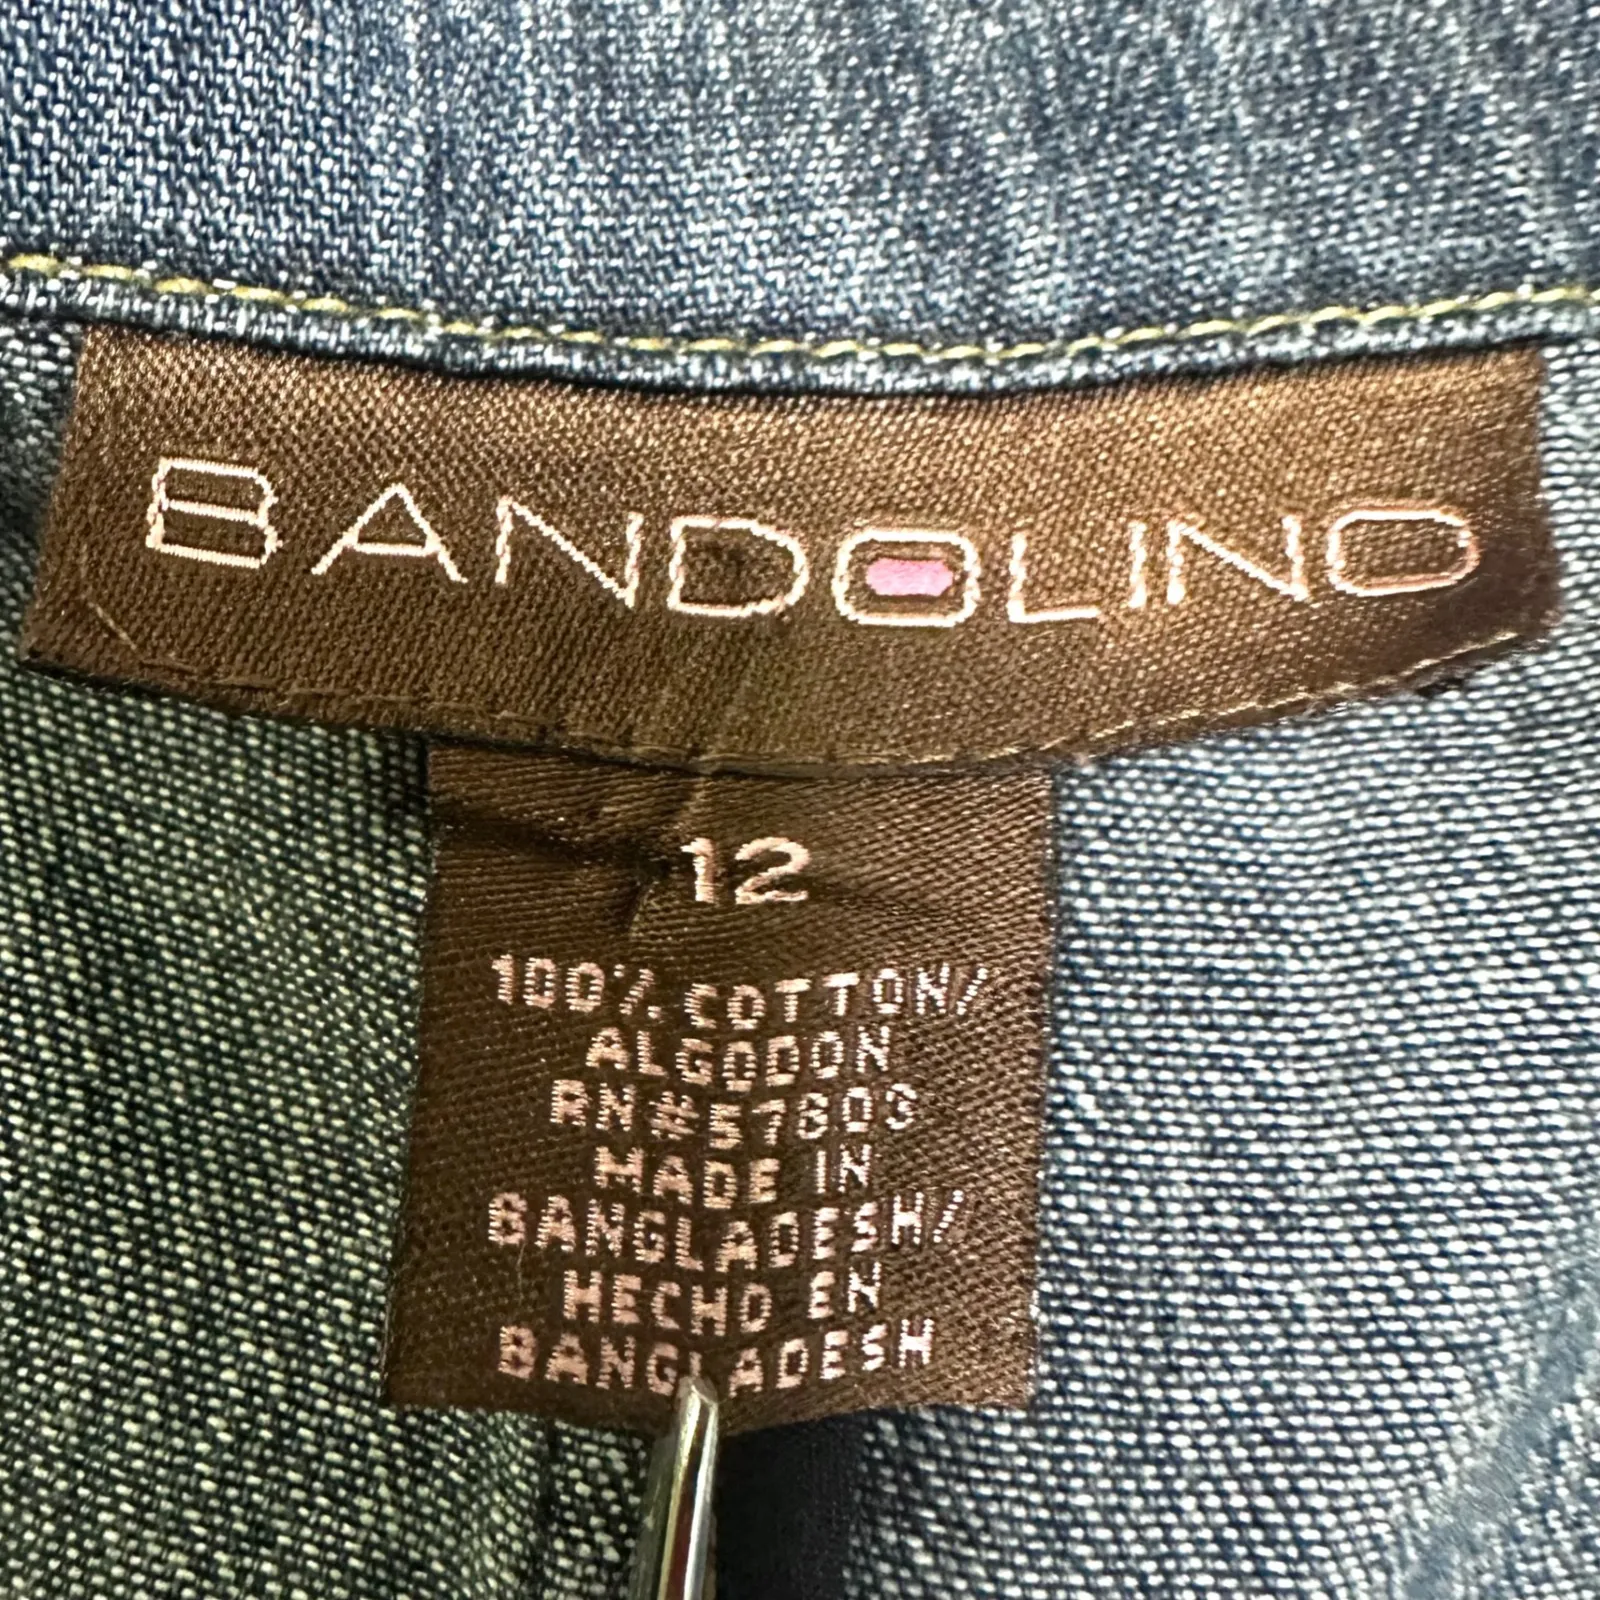 BANDOLINO
12
100% COTTON/
ALGODON
RN#57603
MADE IN
BANGLADESH/
HECHO EN
BANGLADESH